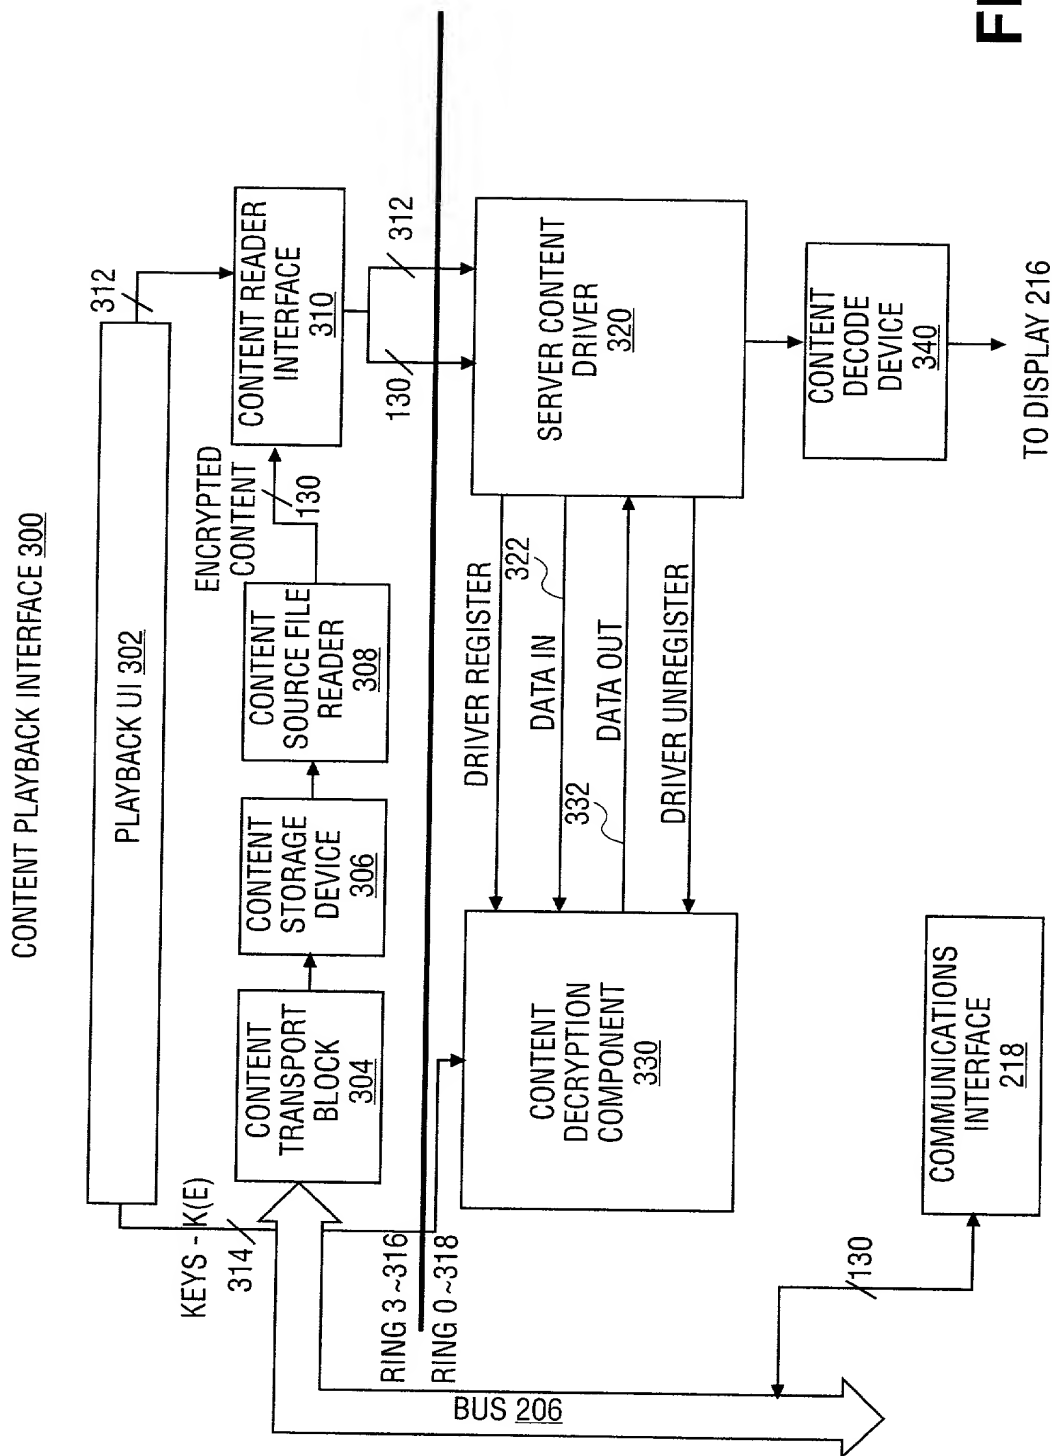 CONTENT PLAYBACK INTERFACE 300
PLAYBACK UI 302
312
KEYS - K(E)
314
CONTENT
TRANSPORT
BLOCK
304
CONTENT
STORAGE
DEVICE
306
CONTENT
SOURCE FILE
READER
308
ENCRYPTED
CONTENT
130
CONTENT READER
INTERFACE
310
130
312
RING 3 ~316
RING 0 ~318
CONTENT
DECRYPTION
COMPONENT
330
DRIVER REGISTER
322
DATA IN
DATA OUT
332
DRIVER UNREGISTER
SERVER CONTENT
DRIVER
320
CONTENT
DECODE
DEVICE
340
TO DISPLAY 216
BUS 206
130
COMMUNICATIONS
INTERFACE
218